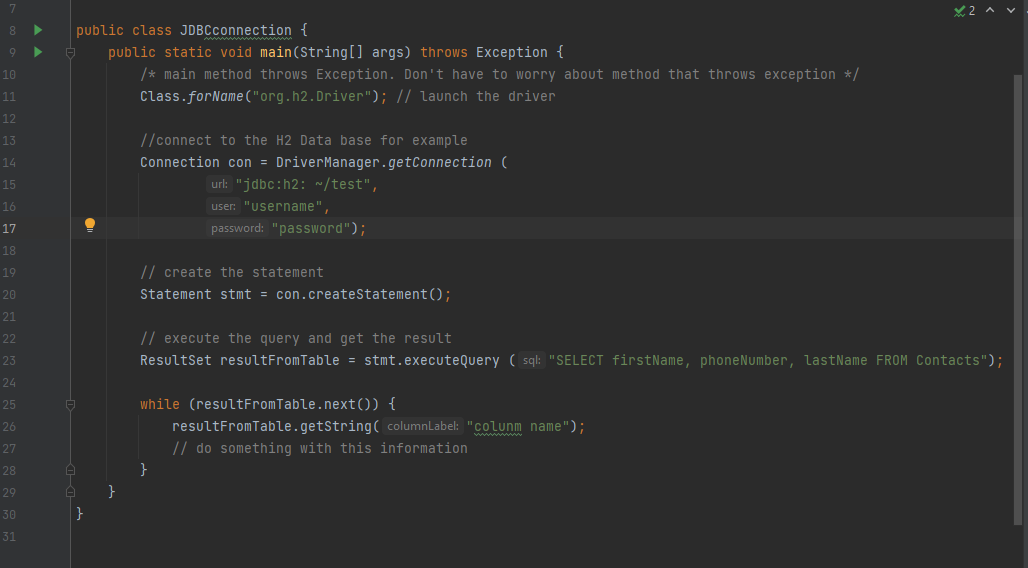 7
2
8 public class JDBCconnection {
9 public static void main(String[] args) throws Exception {
10 /* main method throws Exception. Don't have to worry about method that throws exception */
11 Class.forName("org.h2.Driver"); // launch the driver
12
13 //connect to the H2 Data base for example
14 Connection con = DriverManager.getConnection (
15 url: "jdbc:h2: ~/test",
16 user: "username",
17 password: "password");
18
19 // create the statement
20 Statement stmt = con.createStatement();
21
22 // execute the query and get the result
23 ResultSet resultFromTable = stmt.executeQuery ( sql: "SELECT firstName, phoneNumber, lastName FROM Contacts");
24
25 while (resultFromTable.next()) {
26 resultFromTable.getString( columnLabel: "colunm name");
27 // do something with this information
28 }
29 }
30 }
31